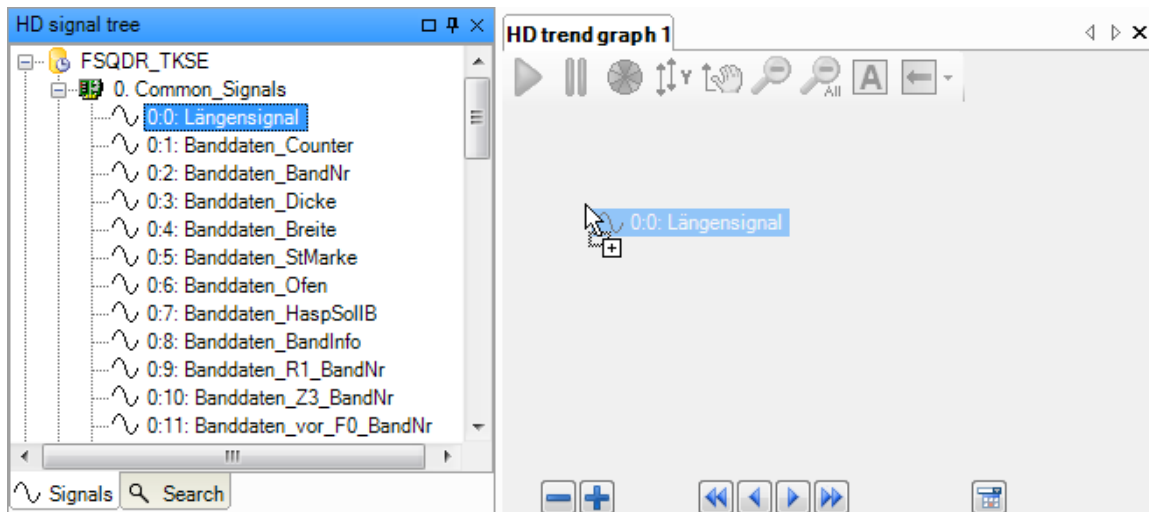 HD signal tree
FSQDR_TKSE
0. Common_Signals
0:0: Längensignal
0:1: Banddaten_Counter
0:2: Banddaten_BandNr
0:3: Banddaten_Dicke
0:4: Banddaten_Breite
0:5: Banddaten_StMarke
0:6: Banddaten_Ofen
0:7: Banddaten_HaspSollB
0:8: Banddaten_BandInfo
0:9: Banddaten_R1_BandNr
0:10: Banddaten_Z3_BandNr
0:11: Banddaten_vor_F0_BandNr
Signals Search
HD trend graph 1
Y All A
0:0: Längensignal